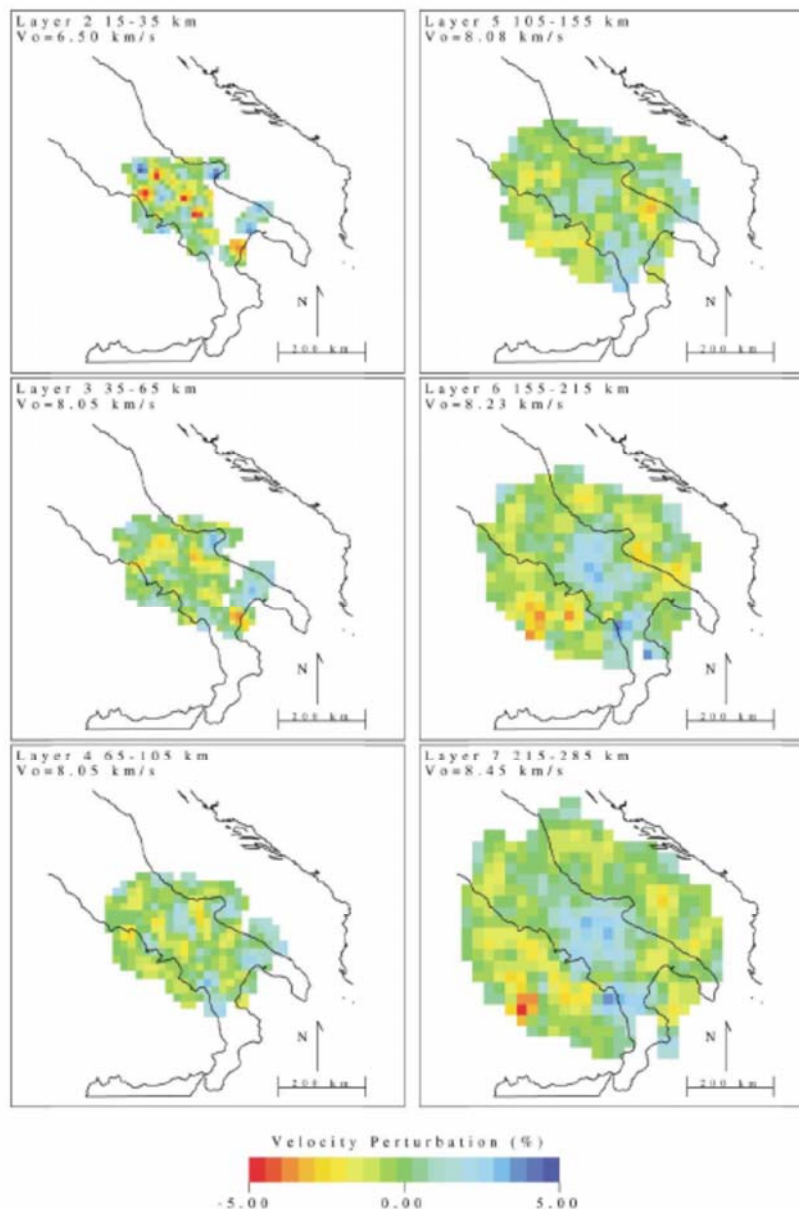 Layer 2 15-35 km
Vo=6.50 km/s
N
200 km
Layer 5 105-155 km
Vo=8.08 km/s
N
200 km
Layer 3 35-65 km
Vo=8.05 km/s
N
200 km
Layer 6 155-215 km
Vo=8.23 km/s
N
200 km
Layer 4 65-105 km
Vo=8.05 km/s
N
200 km
Layer 7 215-285 km
Vo=8.45 km/s
N
200 km
Velocity Perturbation (%)
-5.00 0.00 5.00